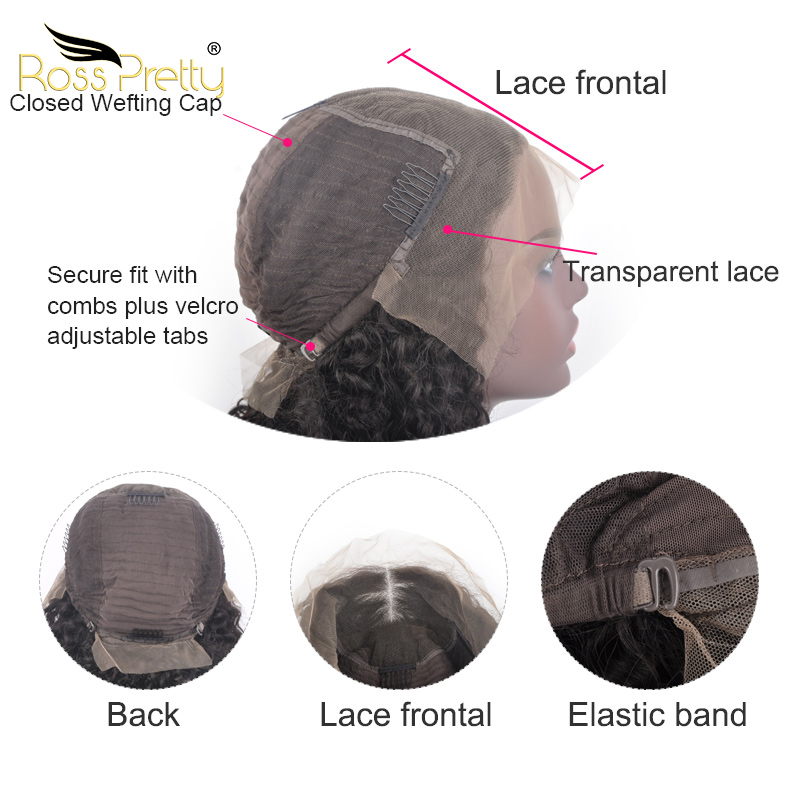 Ross Pretty®
Closed Wefting Cap
Lace frontal
Transparent lace
Secure fit with
combs plus velcro
adjustable tabs
Back
Lace frontal
Elastic band